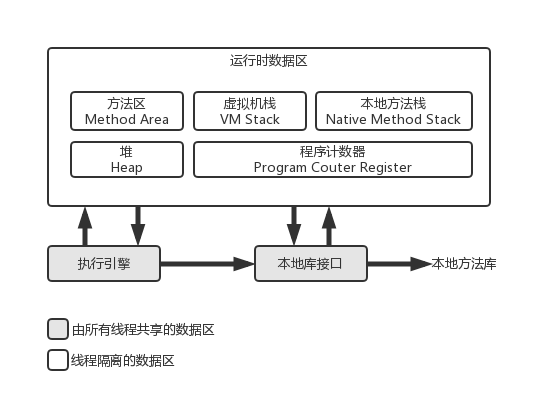 运行时数据区
方法区
Method Area
虚拟机栈
VM Stack
本地方法栈
Native Method Stack
堆
Heap
程序计数器
Program Couter Register
执行引擎
本地库接口
本地方法库
由所有线程共享的数据区
线程隔离的数据区